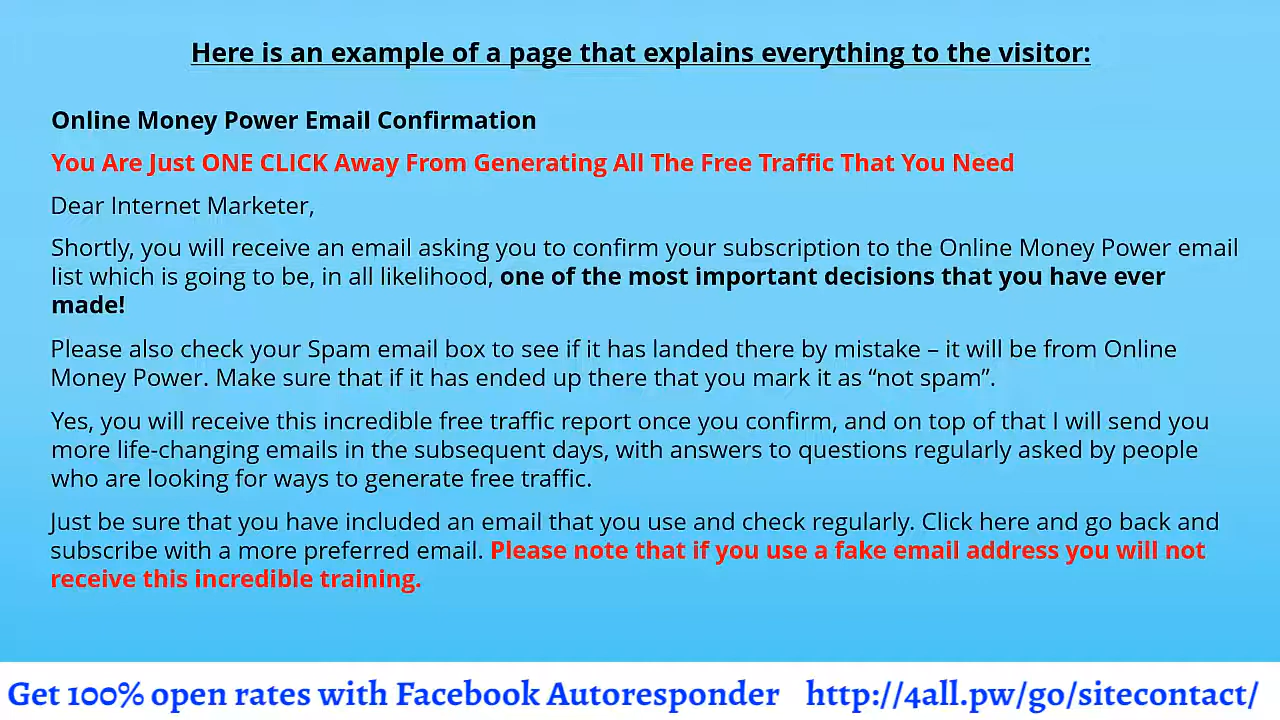 Here is an example of a page that explains everything to the visitor:
Online Money Power Email Confirmation
You Are Just ONE CLICK Away From Generating All The Free Traffic That You Need
Dear Internet Marketer,
Shortly, you will receive an email asking you to confirm your subscription to the Online Money Power email
list which is going to be, in all likelihood, one of the most important decisions that you have ever
made!
Please also check your Spam email box to see if it has landed there by mistake – it will be from Online
Money Power. Make sure that if it has ended up there that you mark it as “not spam”.
Yes, you will receive this incredible free traffic report once you confirm, and on top of that I will send you
more life-changing emails in the subsequent days, with answers to questions regularly asked by people
who are looking for ways to generate free traffic.
Just be sure that you have included an email that you use and check regularly. Click here and go back and
subscribe with a more preferred email. Please note that if you use a fake email address you will not
receive this incredible training.
Get 100% open rates with Facebook Autoresponder http://4all.pw/go/sitecontact/